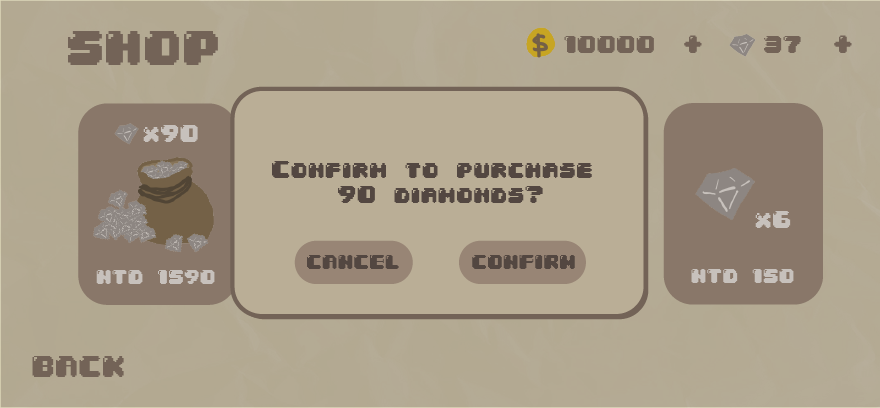 SHOP
$ 10000 + 37 +
x90
NTD 1590
Confirm to purchase
90 diamonds?
CANCEL
CONFIRM
x6
NTD 150
BACK